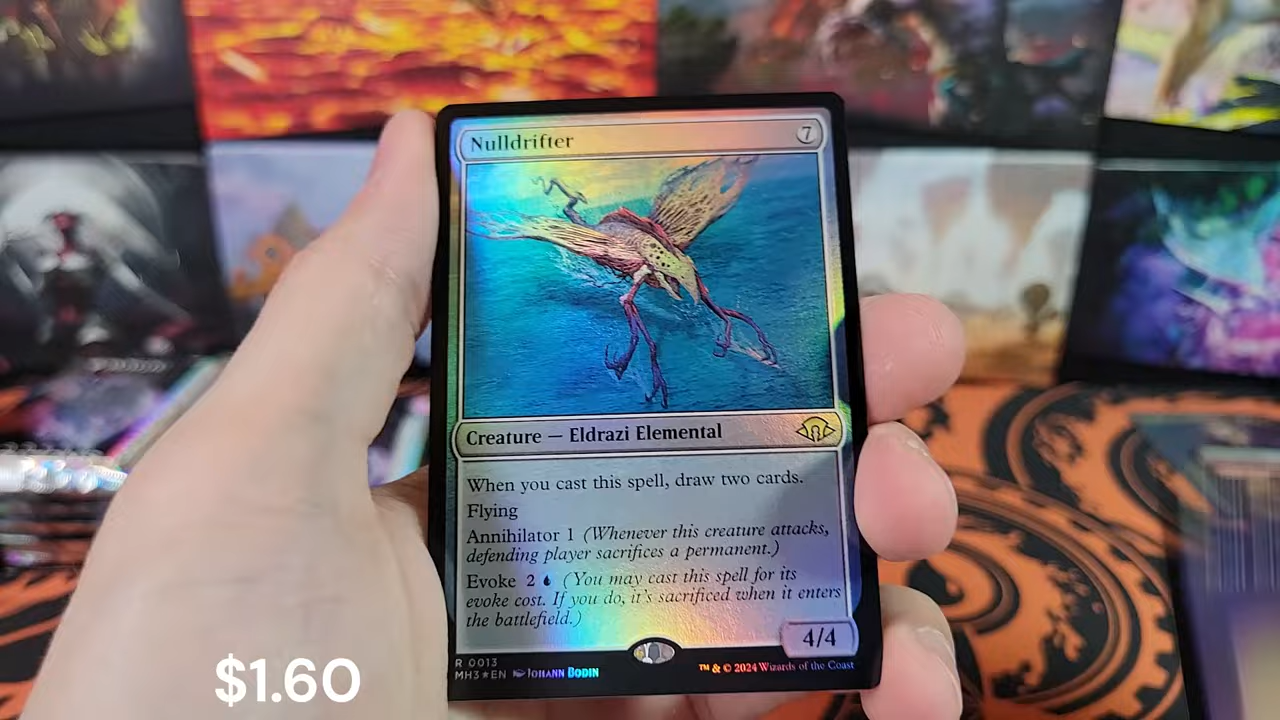 Nulldrifter 7
Creature — Eldrazi Elemental
When you cast this spell, draw two cards.
Flying
Annihilator 1 (Whenever this creature attacks,
defending player sacrifices a permanent.)
Evoke 2 (You may cast this spell for its
evoke cost. If you do, it's sacrificed when it enters
the battlefield.)
4/4
R 0013
MH3★EN JOHANN BODIN
™ & © 2024 Wizards of the Coast
$1.60